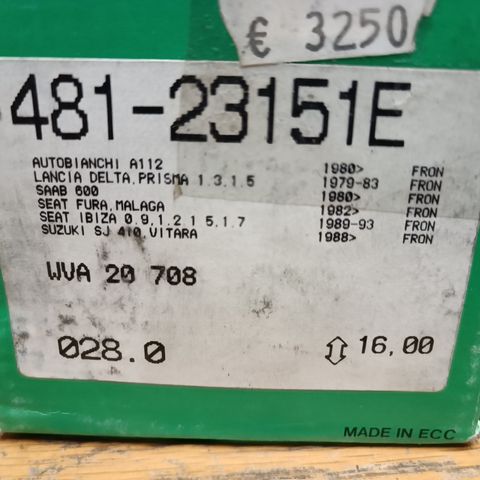 € 3250
481-23151E
AUTOBIANCHI A112 1980> FRON
LANCIA DELTA,PRISMA 1.3,1.5 1979-83 FRON
SAAB 600 1980> FRON
SEAT FURA,MALAGA 1982> FRON
SEAT IBIZA 0.9,1.2,1 5,1.7 1989-93 FRON
SUZUKI SJ 410,VITARA 1988> FRON
WVA 20 708
028.0 16,00
MADE IN ECC